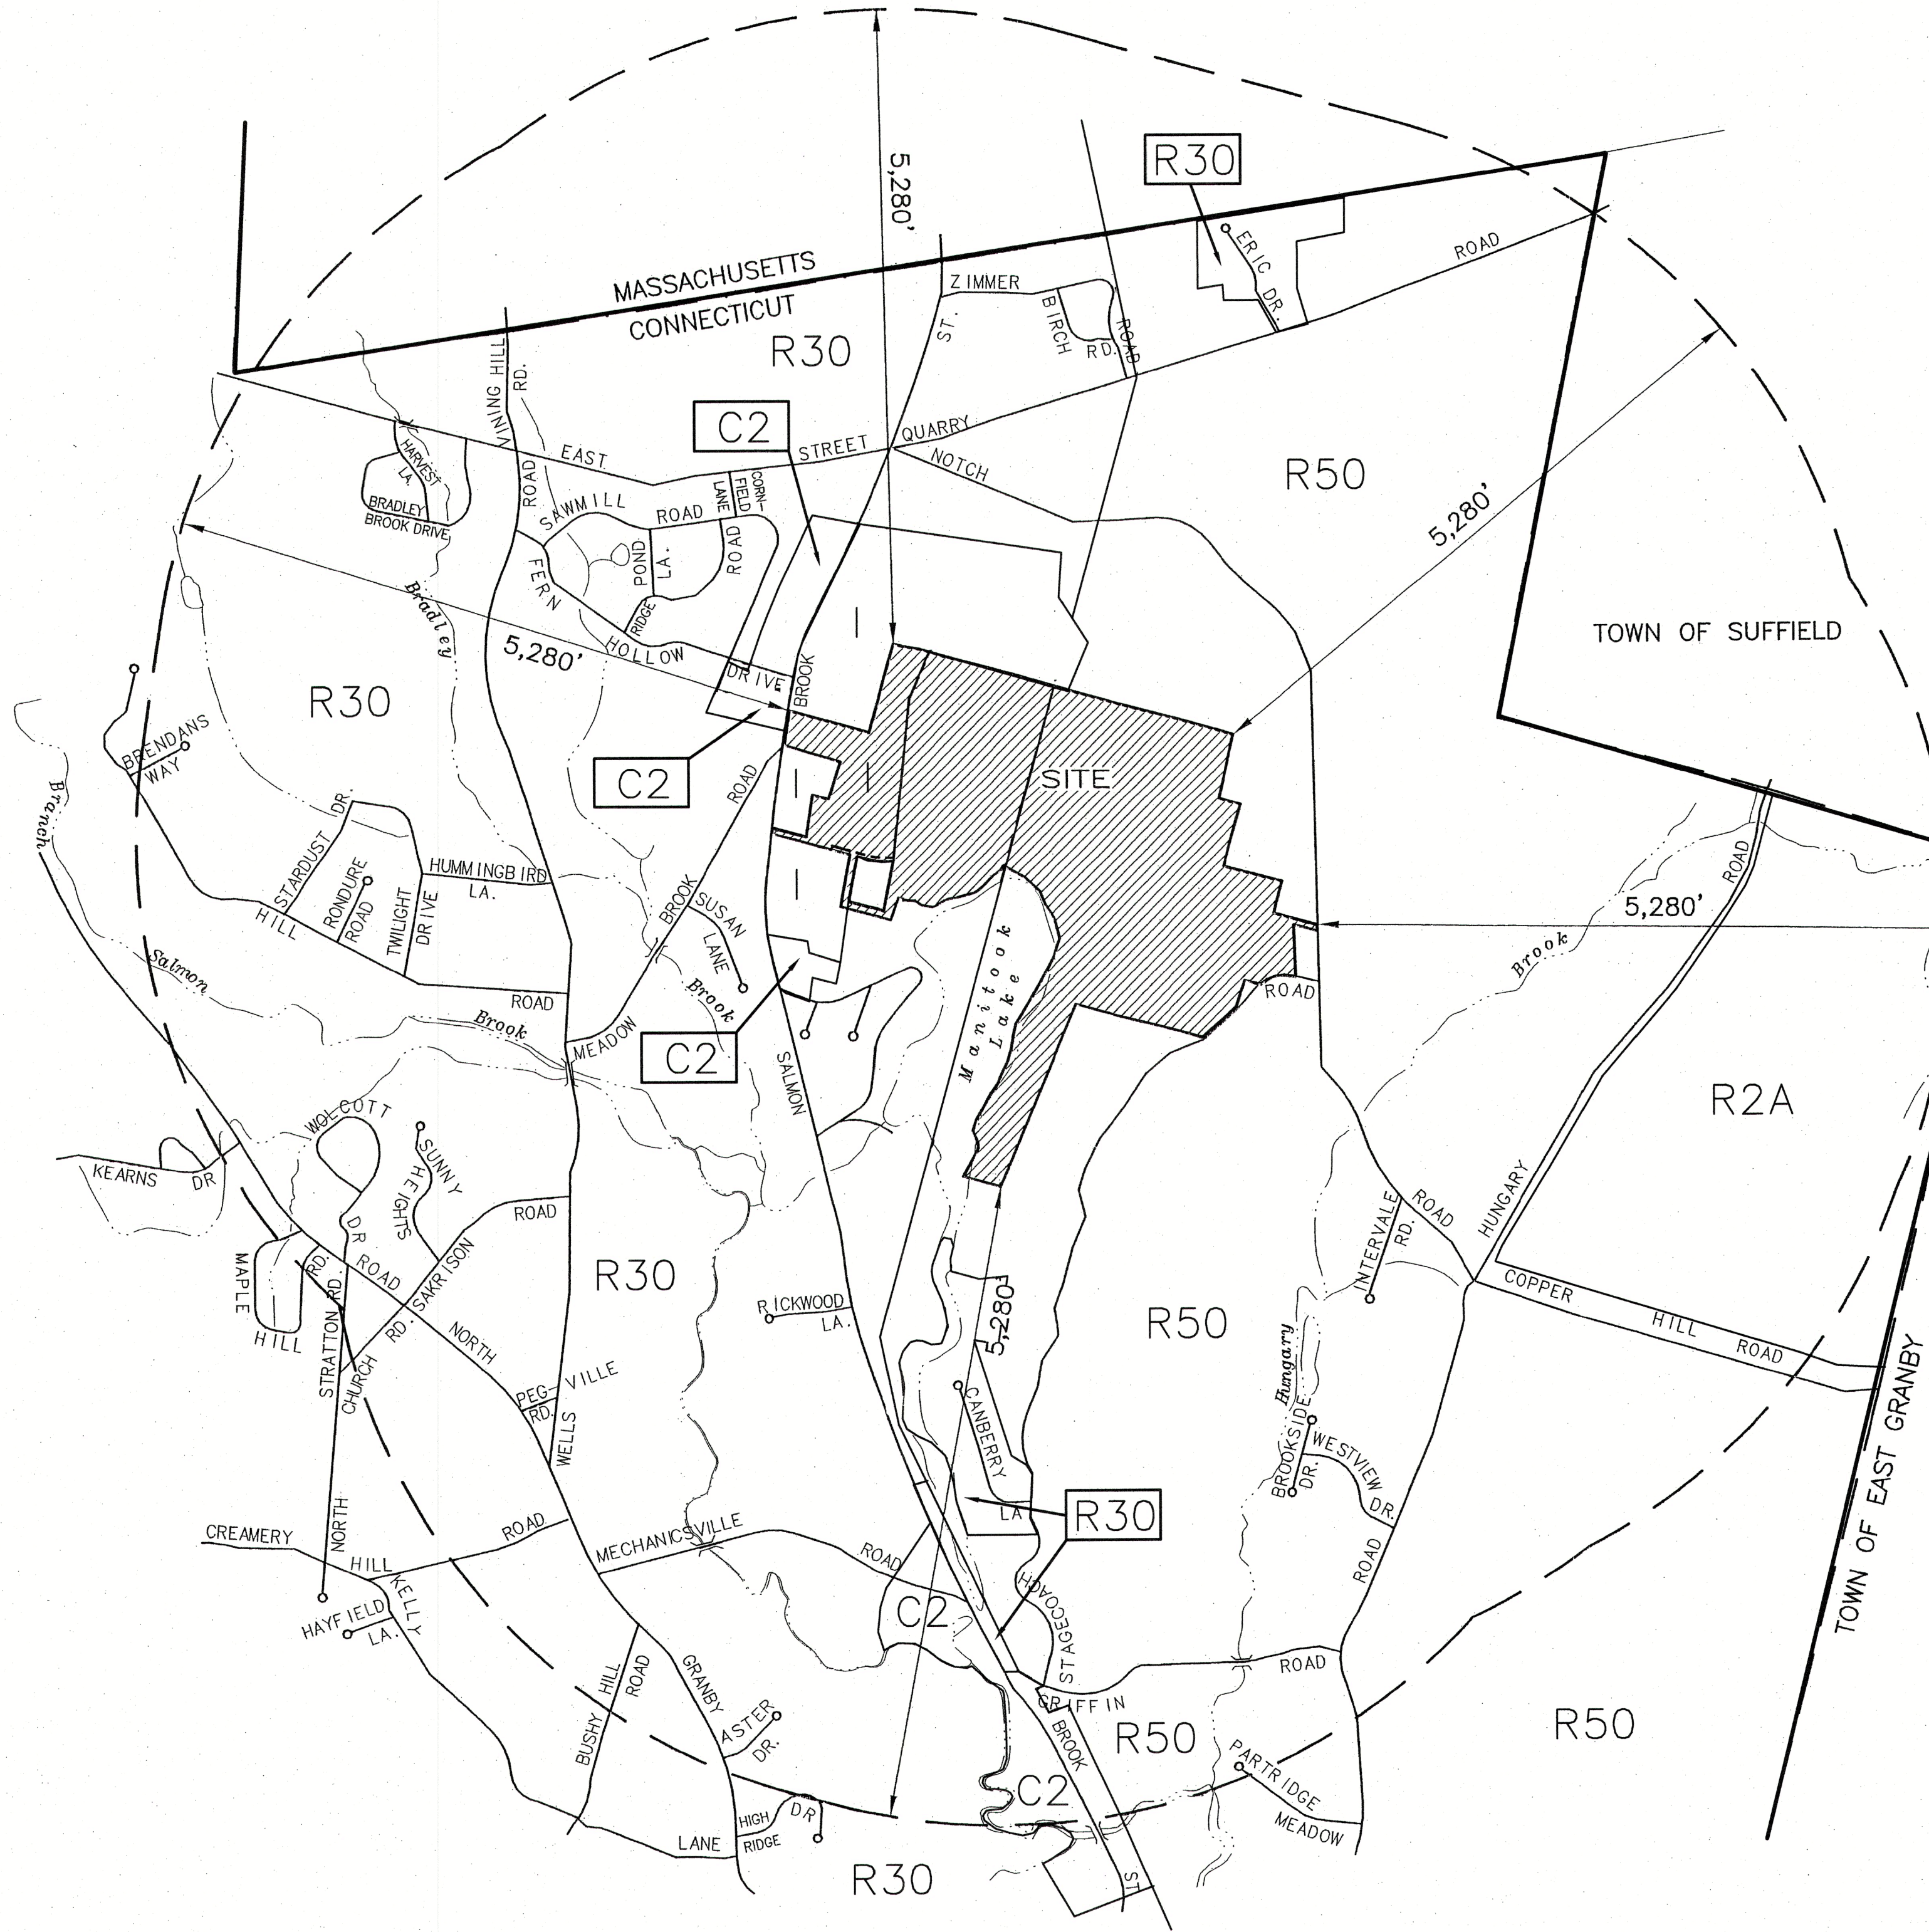 5,280'
R30
MASSACHUSETTS
CONNECTICUT
ZIMMER
BIRCH
RD.
ROAD
ERIC DR.
ROAD
ST.
R30
VINING HILL
RD.
C2
EAST
STREET
QUARRY
NOTCH
R50
5,280'
HARVEST
LA.
BRADLEY
BROOK DRIVE
ROAD
SAWMILL
ROAD
CORN-
FIELD
LANE
ROAD
POND
LA.
FERN
RIDGE
HOLLOW
DRIVE
BROOK
I
Bradley
5,280'
TOWN OF SUFFIELD
R30
BRENDANS
WAY
C2
ROAD
I
I
SITE
Branch
STARDUST
DR.
RONDURE
ROAD
TWILIGHT
DRIVE
HUMMINGBIRD
LA.
HILL
ROAD
BROOK
SUSAN
LANE
I
ROAD
5,280'
Brook
Salmon
Brook
Brook
MEADOW
C2
SALMON
Manitook
Lake
ROAD
R2A
WOLCOTT
DR
SUNNY
HEIGHTS
KEARNS DR
ROAD
SAKRISON
MAPLE
HILL
RD.
ROAD
STRATTON RD.
RD.
CHURCH
NORTH
R30
RICKWOOD
LA.
5,280'
R50
INTERVALE
RD.
ROAD
HUNGARY
COPPER
HILL
ROAD
PEG-VILLE
RD.
WELLS
CANBERRY
LA
Hungary
BROOKSIDE
DR.
WESTVIEW
DR.
TOWN OF EAST GRANBY
R30
NORTH
CREAMERY
HILL
ROAD
MECHANICSVILLE
ROAD
KELLY
HAYFIELD
LA.
C2
STAGECOACH
ROAD
ROAD
GRIFFIN
BUSHY HILL
ROAD
GRANBY
ASTER
DR.
BROOK
R50
R50
PARTRIDGE
MEADOW
C2
HIGH
RIDGE
DR
LANE
R30
ST